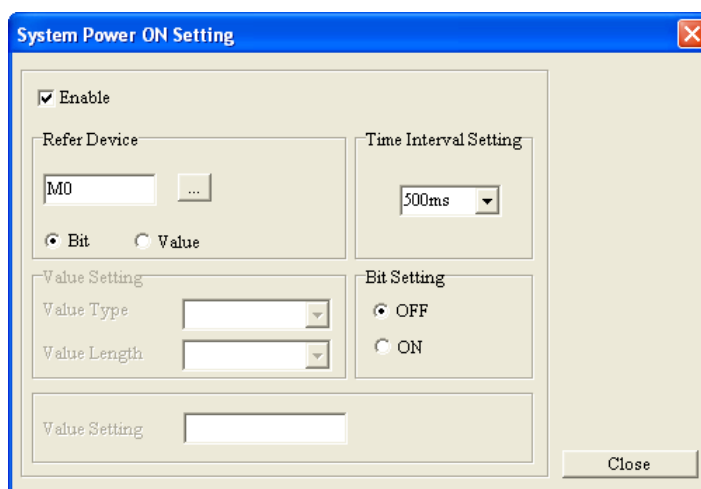 System Power ON Setting
Enable
Refer Device
Time Interval Setting
M0
...
500ms
Bit
Value
Value Setting
Bit Setting
Value Type
OFF
Value Length
ON
Value Setting
Close